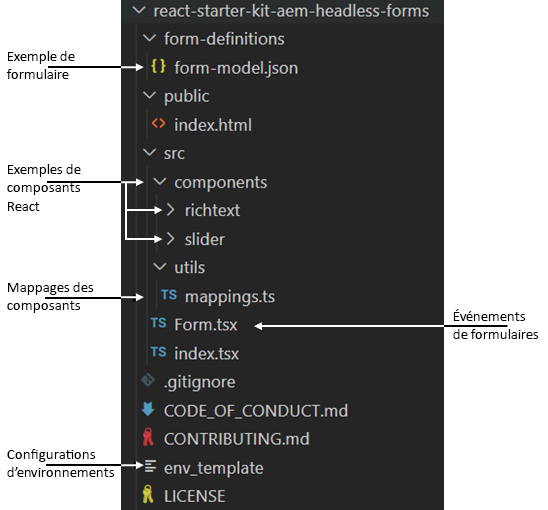 react-starter-kit-aem-headless-forms
form-definitions
Exemple de
formulaire
form-model.json
public
index.html
src
Exemples de
composants
React
components
richtext
slider
utils
Mappages des
composants
TS mappings.ts
TS Form.tsx
Événements
de formulaires
TS index.tsx
.gitignore
CODE_OF_CONDUCT.md
CONTRIBUTING.md
Configurations
d’environnements
env_template
LICENSE